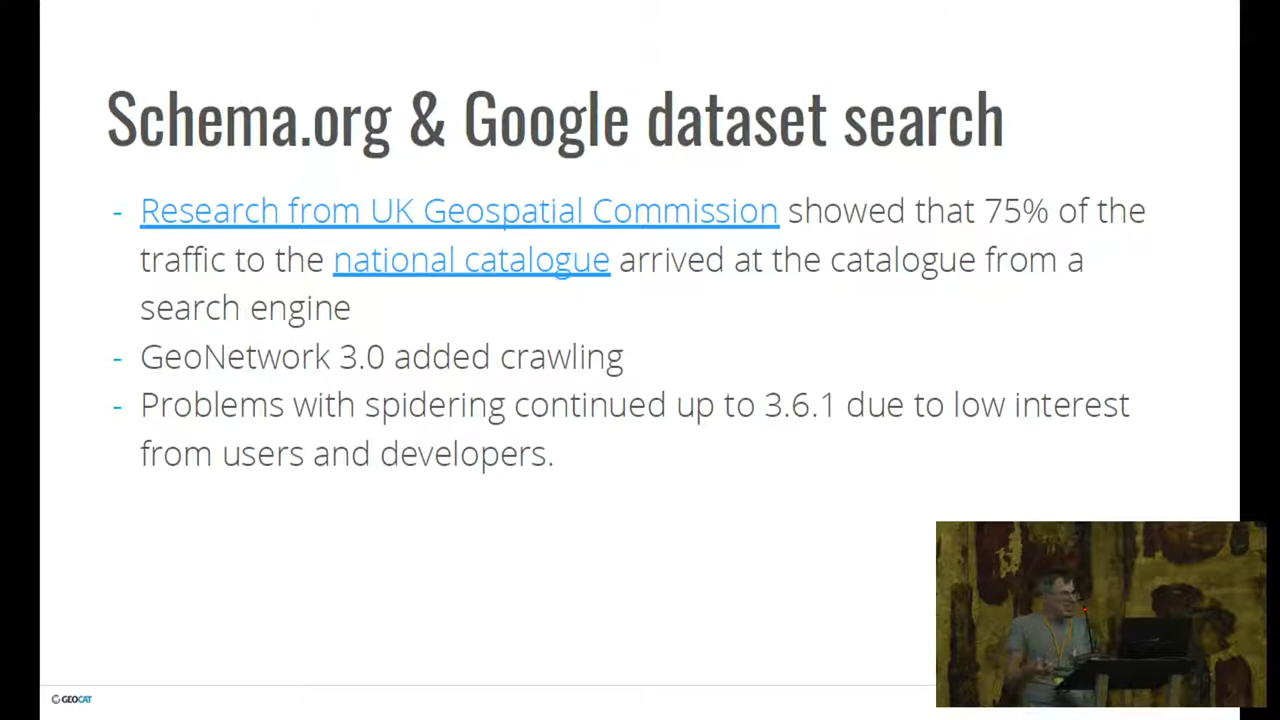 Schema.org & Google dataset search
- Research from UK Geospatial Commission showed that 75% of the
traffic to the national catalogue arrived at the catalogue from a
search engine
- GeoNetwork 3.0 added crawling
- Problems with spidering continued up to 3.6.1 due to low interest
from users and developers.
GEOCAT